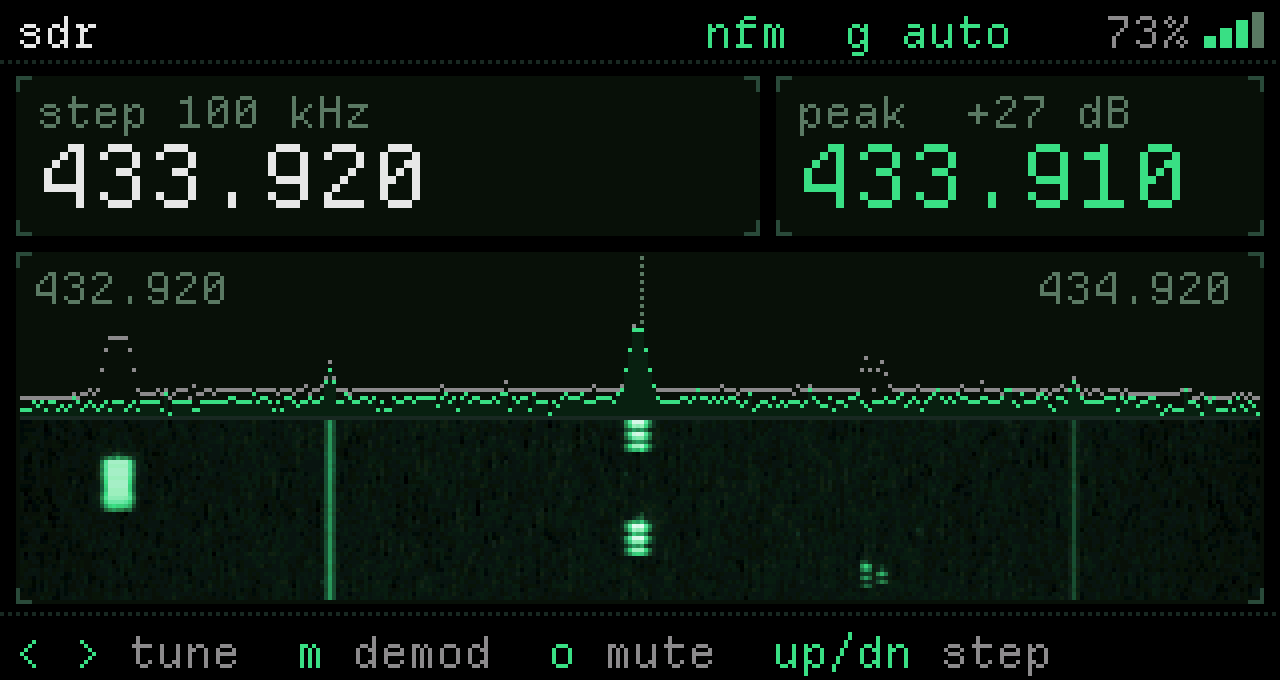 sdr nfm g auto 73%
step 100 kHz peak +27 dB
433.920 433.910
432.920 434.920
< > tune m demod o mute up/dn step